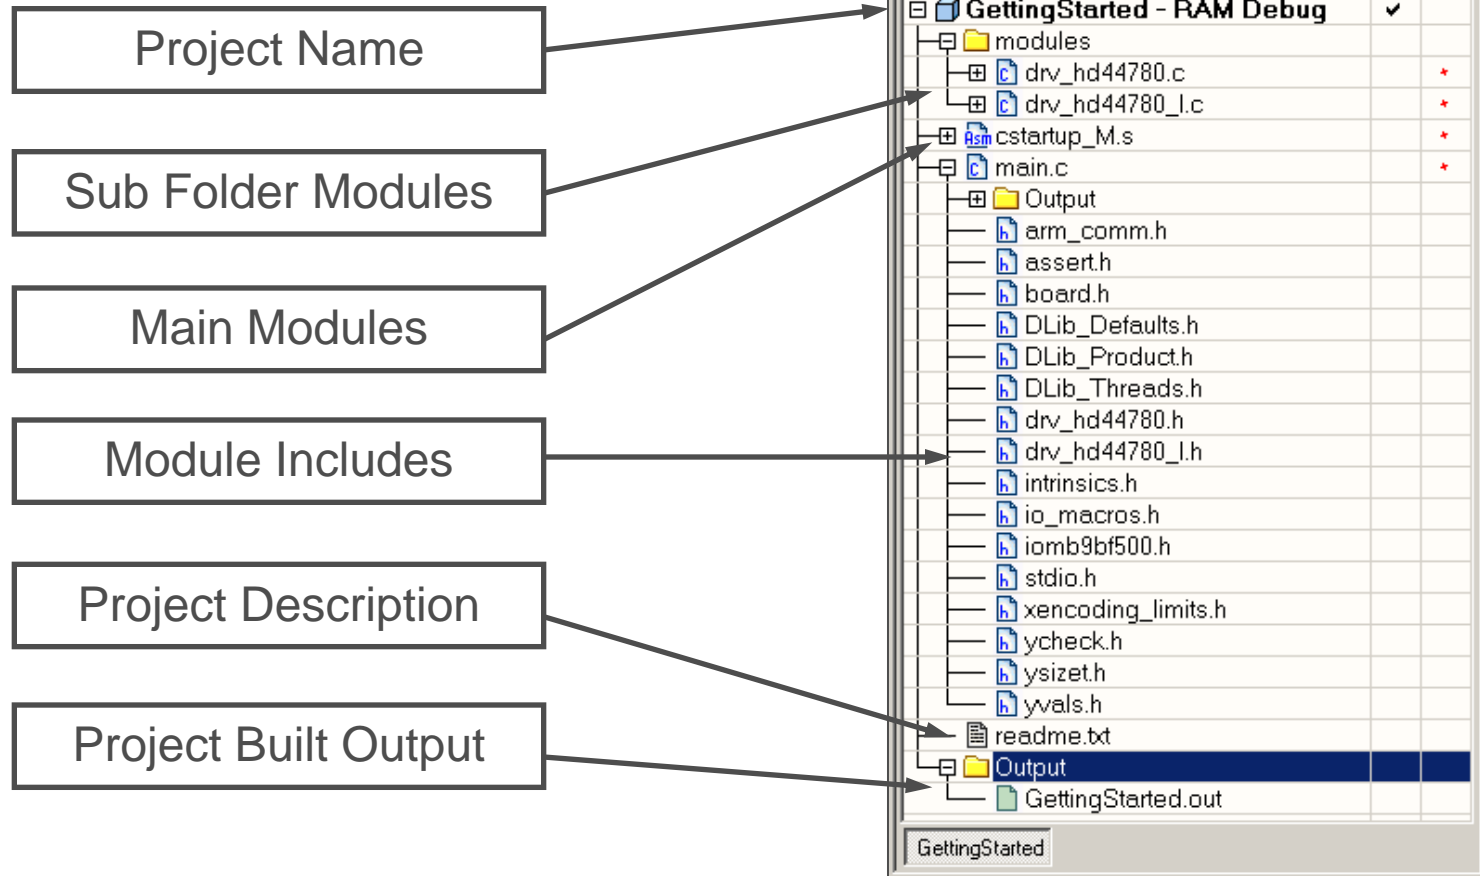 Project Name
Sub Folder Modules
Main Modules
Module Includes
Project Description
Project Built Output
GettingStarted - RAM Debug
modules
drv_hd44780.c
drv_hd44780_l.c
cstartup_M.s
main.c
Output
arm_comm.h
assert.h
board.h
DLib_Defaults.h
DLib_Product.h
DLib_Threads.h
drv_hd44780.h
drv_hd44780_l.h
intrinsics.h
io_macros.h
iomb9bf500.h
stdio.h
xencoding_limits.h
ycheck.h
ysizet.h
yvals.h
readme.txt
Output
GettingStarted.out
GettingStarted